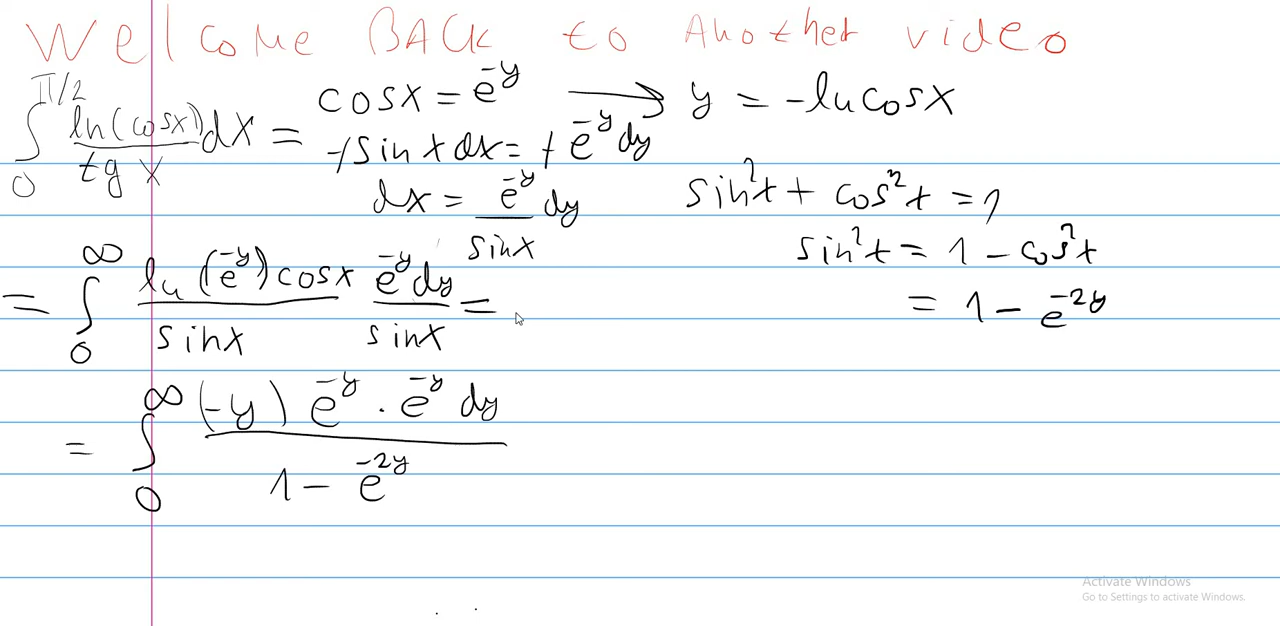 Welcome BACK to Another video
∫₀^{π/2} ln(cosx)/tg x dx = cosx = e^{-y} → y = -ln cosx
-sin x dx = + e^{-y} dy
dx = e^{-y}/sinx dy
sin²t + cos²t = 1
sin²t = 1 - cos²t
= 1 - e^{-2y}
= ∫₀^∞ ln(e^{-y})cosx/sinx e^{-y}dy/sinx =
= ∫₀^∞ (-y) e^{-y} · e^{-y} dy/1 - e^{-2y}
Activate Windows
Go to Settings to activate Windows.